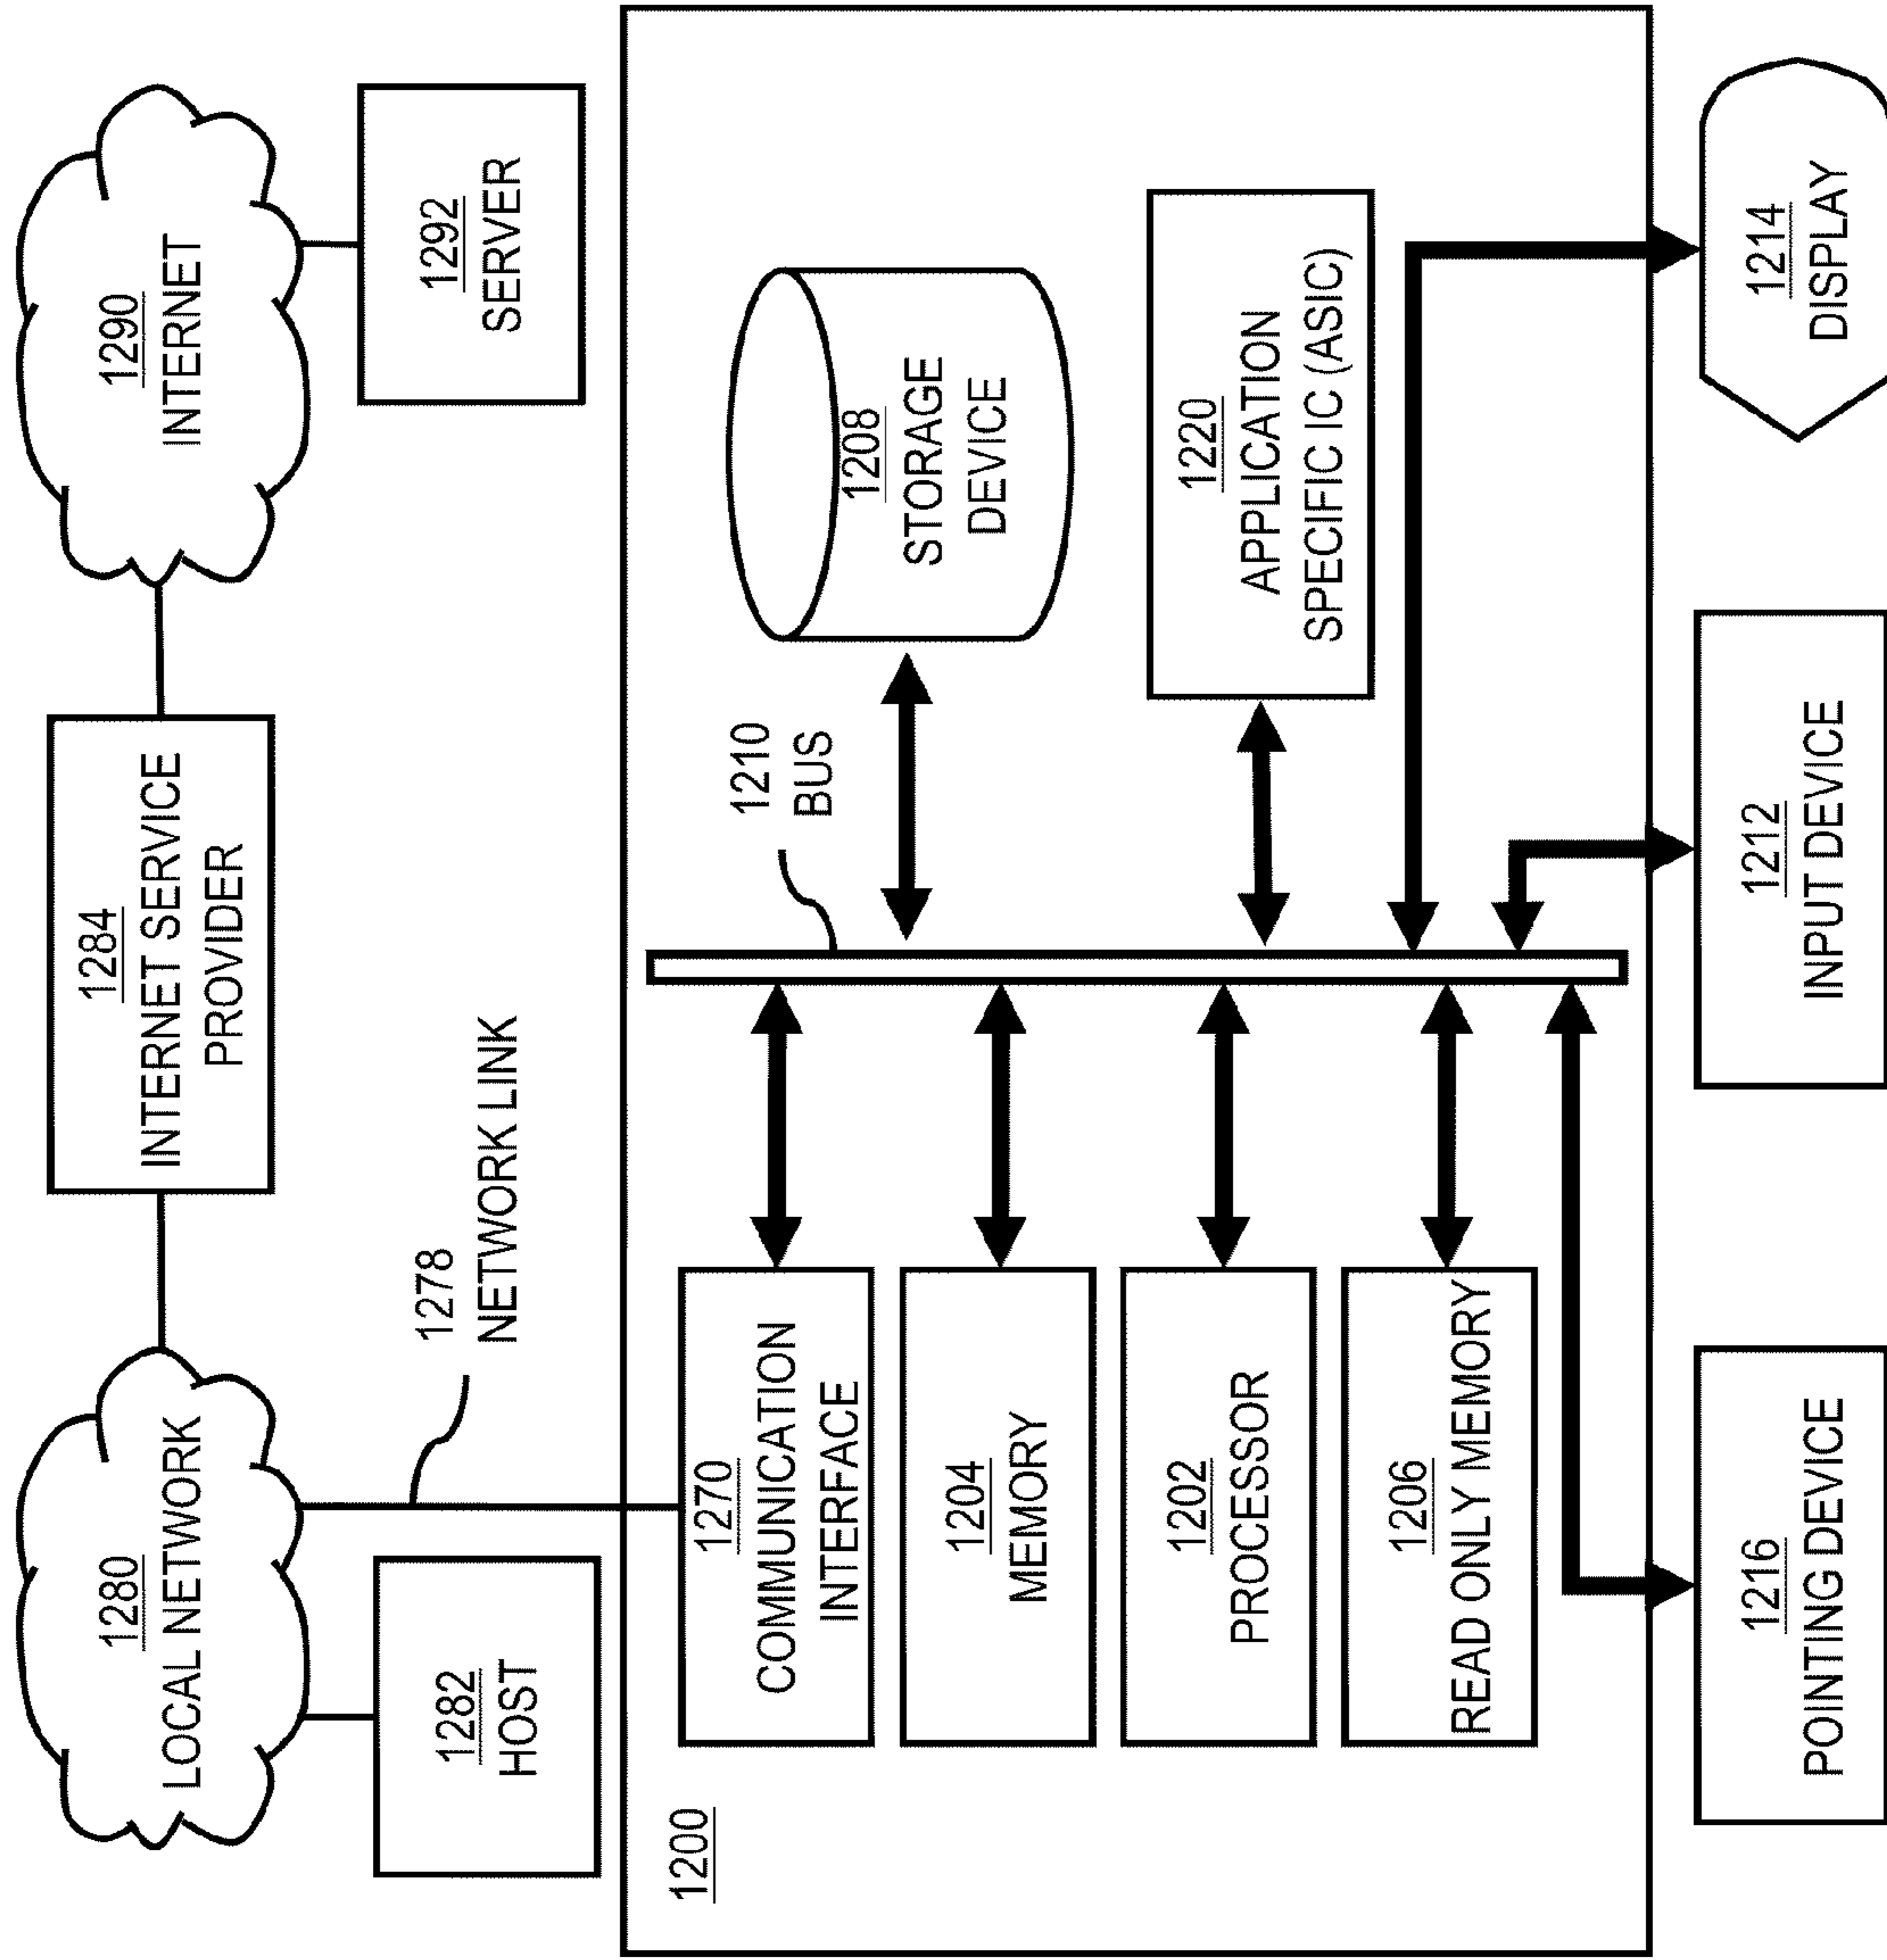 1280
LOCAL NETWORK
1284
INTERNET SERVICE
PROVIDER
1290
INTERNET
1282
HOST
1278
NETWORK LINK
1292
SERVER
1200
1270
COMMUNICATION
INTERFACE
1210
BUS
1208
STORAGE
DEVICE
1204
MEMORY
1202
PROCESSOR
1220
APPLICATION
SPECIFIC IC (ASIC)
1206
READ ONLY MEMORY
1216
POINTING DEVICE
1212
INPUT DEVICE
1214
DISPLAY